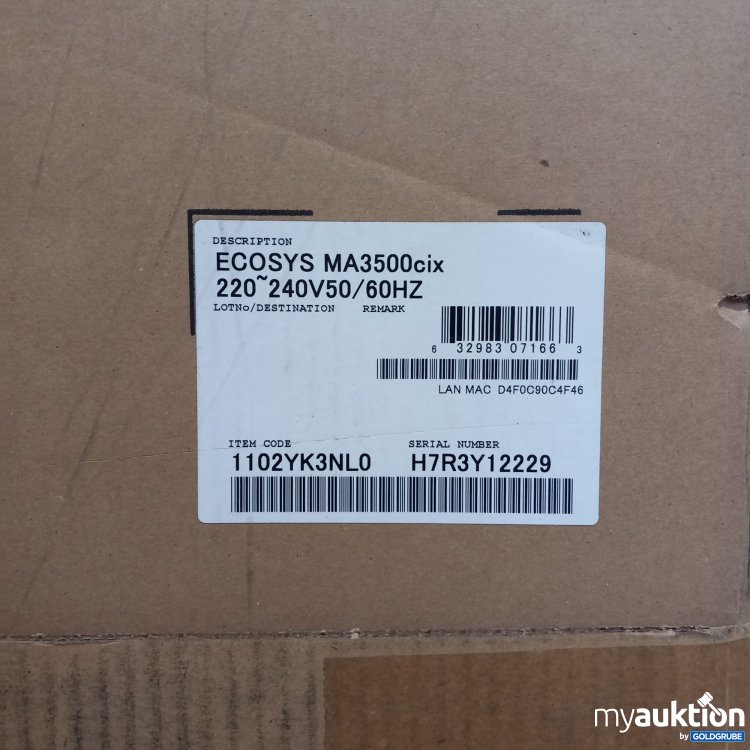 DESCRIPTION
ECOSYS MA3500cix
220~240V50/60HZ
LOTNo/DESTINATION REMARK
6 32983 07166 3
LAN MAC D4F0C90C4F46
ITEM CODE SERIAL NUMBER
1102YK3NL0 H7R3Y12229
myauktion
by GOLDGRUBE